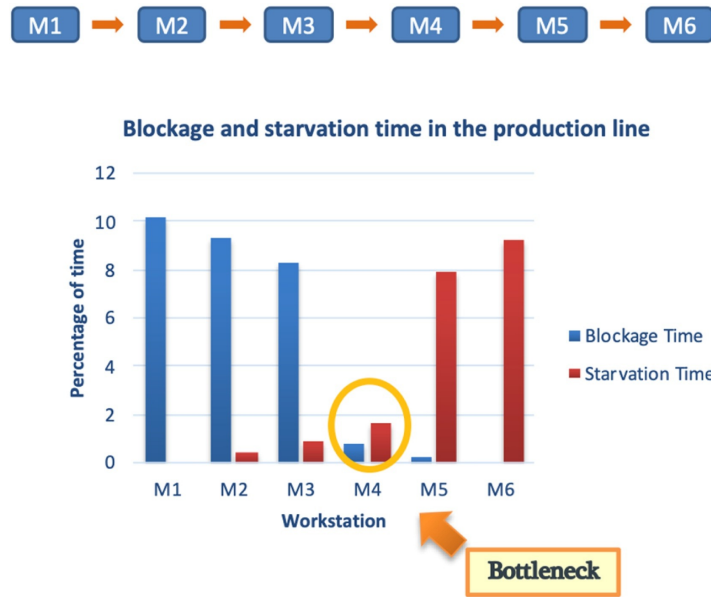 M1 M2 M3 M4 M5 M6
Blockage and starvation time in the production line
Percentage of time
12
10
8
6
4
2
0
Blockage Time
Starvation Time
M1 M2 M3 M4 M5 M6
Workstation
Bottleneck